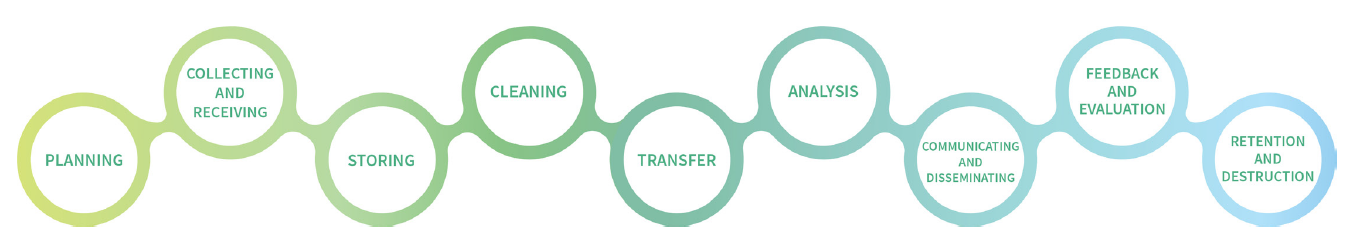 PLANNING
COLLECTING
AND
RECEIVING
STORING
CLEANING
TRANSFER
ANALYSIS
COMMUNICATING
AND
DISSEMINATING
FEEDBACK
AND
EVALUATION
RETENTION
AND
DESTRUCTION